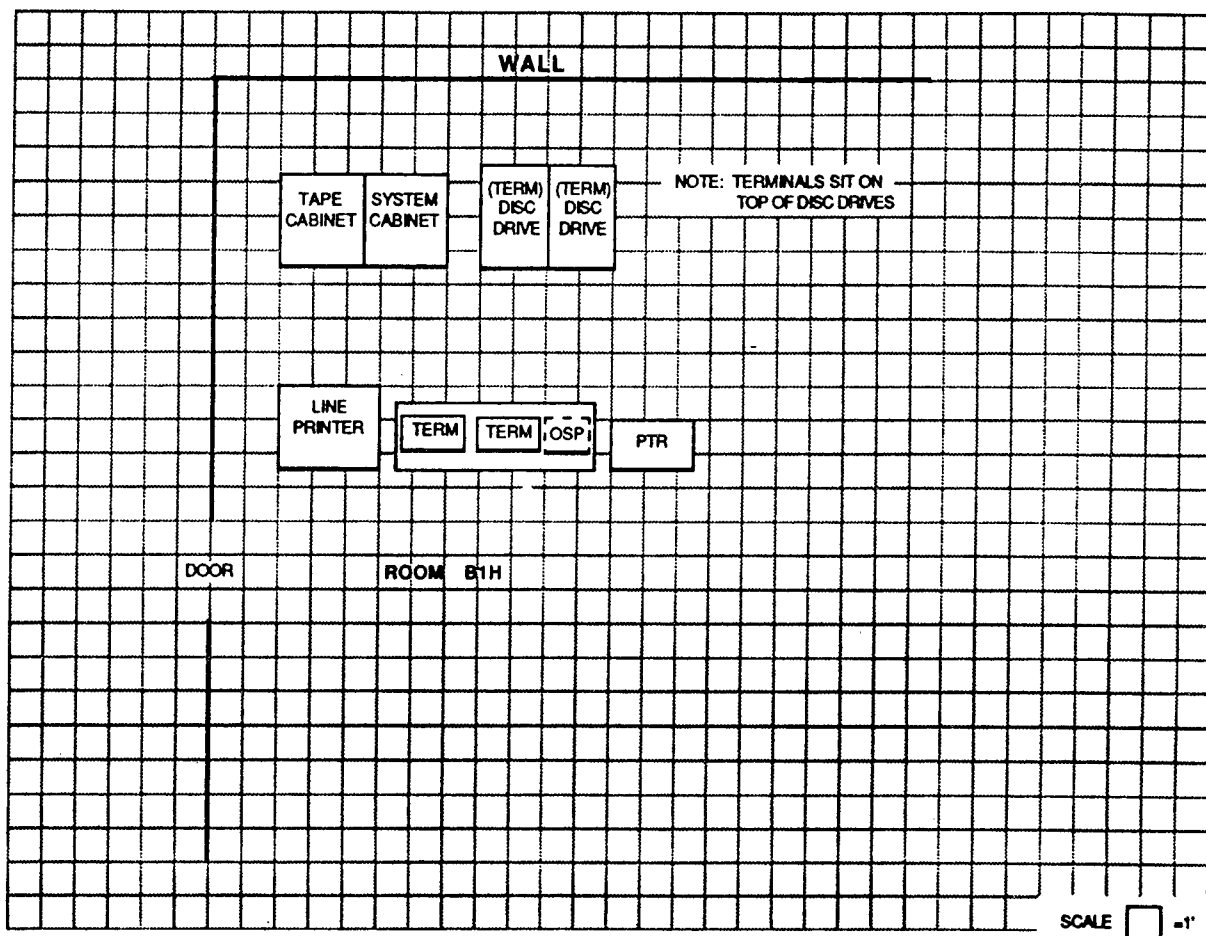 WALL
TAPE
CABINET
SYSTEM
CABINET
(TERM)
DISC
DRIVE
(TERM)
DISC
DRIVE
NOTE: TERMINALS SIT ON
TOP OF DISC DRIVES
LINE
PRINTER
TERM
TERM
OSP
PTR
DOOR
ROOM B1H
SCALE =1'